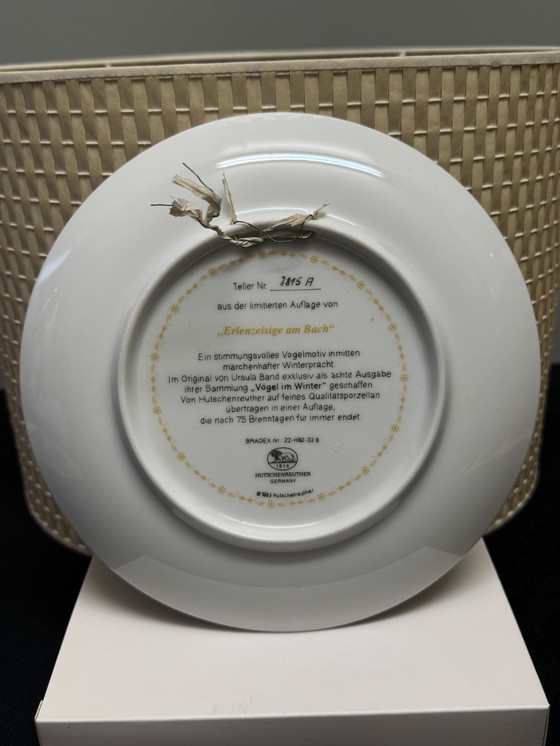 Teller Nr. 2815 A
aus der limitierten Auflage von
„Erlenzeisige am Bach“
Ein stimmungsvolles Vogelmotiv inmitten
märchenhafter Winterpracht
Im Original von Ursula Band exklusiv als achte Ausgabe
ihrer Sammlung „Vögel im Winter“ geschaffen.
Von Hutschenreuther auf feines Qualitätsporzellan
übertragen in einer Auflage,
die nach 75 Brenntagen für immer endet.
BRADEX-Nr. 22-H82-32.8
1814
HUTSCHENREUTHER
GERMANY
© 1993 Hutschenreuther